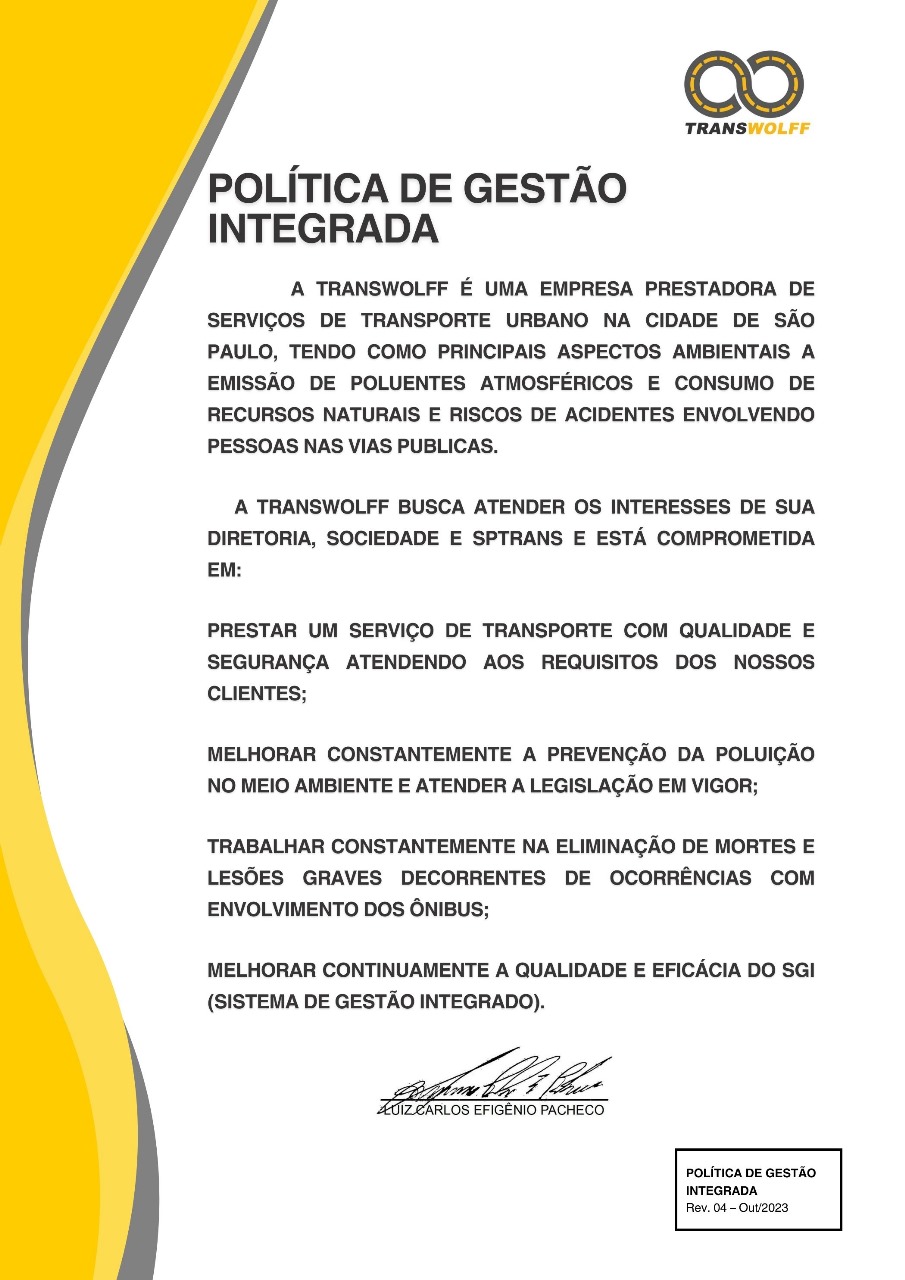 TRANSWOLFF
POLÍTICA DE GESTÃO
INTEGRADA
A TRANSWOLFF É UMA EMPRESA PRESTADORA DE
SERVIÇOS DE TRANSPORTE URBANO NA CIDADE DE SÃO
PAULO, TENDO COMO PRINCIPAIS ASPECTOS AMBIENTAIS A
EMISSÃO DE POLUENTES ATMOSFÉRICOS E CONSUMO DE
RECURSOS NATURAIS E RISCOS DE ACIDENTES ENVOLVENDO
PESSOAS NAS VIAS PUBLICAS.
A TRANSWOLFF BUSCA ATENDER OS INTERESSES DE SUA
DIRETORIA, SOCIEDADE E SPTRANS E ESTÁ COMPROMETIDA
EM:
PRESTAR UM SERVIÇO DE TRANSPORTE COM QUALIDADE E
SEGURANÇA ATENDENDO AOS REQUISITOS DOS NOSSOS
CLIENTES;
MELHORAR CONSTANTEMENTE A PREVENÇÃO DA POLUIÇÃO
NO MEIO AMBIENTE E ATENDER A LEGISLAÇÃO EM VIGOR;
TRABALHAR CONSTANTEMENTE NA ELIMINAÇÃO DE MORTES E
LESÕES GRAVES DECORRENTES DE OCORRÊNCIAS COM
ENVOLVIMENTO DOS ÔNIBUS;
MELHORAR CONTINUAMENTE A QUALIDADE E EFICÁCIA DO SGI
(SISTEMA DE GESTÃO INTEGRADO).
LUIZ CARLOS EFIGÊNIO PACHECO
POLÍTICA DE GESTÃO
INTEGRADA
Rev. 04 – Out/2023